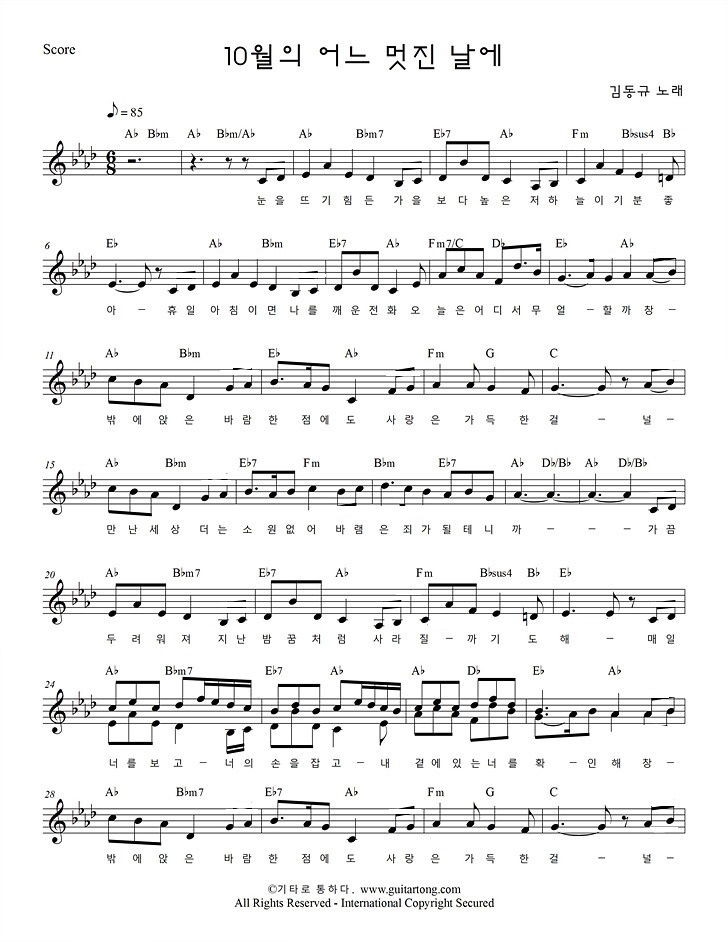 Score
10월의 어느 멋진 날에
김동규 노래
♪= 85
A♭ B♭m A♭ B♭m/A♭ A♭ B♭m7 E♭7 A♭ Fm B♭sus4 B♭
6
8
눈을 뜨기힘든 가을 보다높은 저하 늘이기분 좋
6 E♭ A♭ B♭m E♭7 A♭ E♭ Fm7/C D♭ E♭ A♭
아 - 휴일 아침이면 나를 깨운전화 오 늘은어디서무 얼-할까 창-
11 A♭ B♭m E♭7 A♭ Fm G C
밖에 앉은 바람 한점에도 사랑은 가득 한걸 - 널-
15 A♭ B♭m E♭7 Fm B♭m E♭7 A♭ D♭/B♭ A♭ D♭/B♭
만난세상 더는 소원없어 바램은 죄가될테니 까 - - - 가끔
20 A♭ B♭m7 E♭7 A♭ Fm B♭sus4 B♭ E♭
두려워져 지난 밤꿈처럼 사라 질-까기도 해- 매일
24 A♭ B♭m7 E♭7 A♭ Fm D♭ E♭ A♭
너를보고- 너의 손을잡고- 내 곁에있는너를 확 - 인해 창-
28 A♭ B♭m7 E♭7 A♭ Fm G C
밖에 앉은 바람 한점에도 사랑은 가득 한걸 - 널-
©기타로 통하다. www.guitartong.com
All Rights Reserved - International Copyright Secured